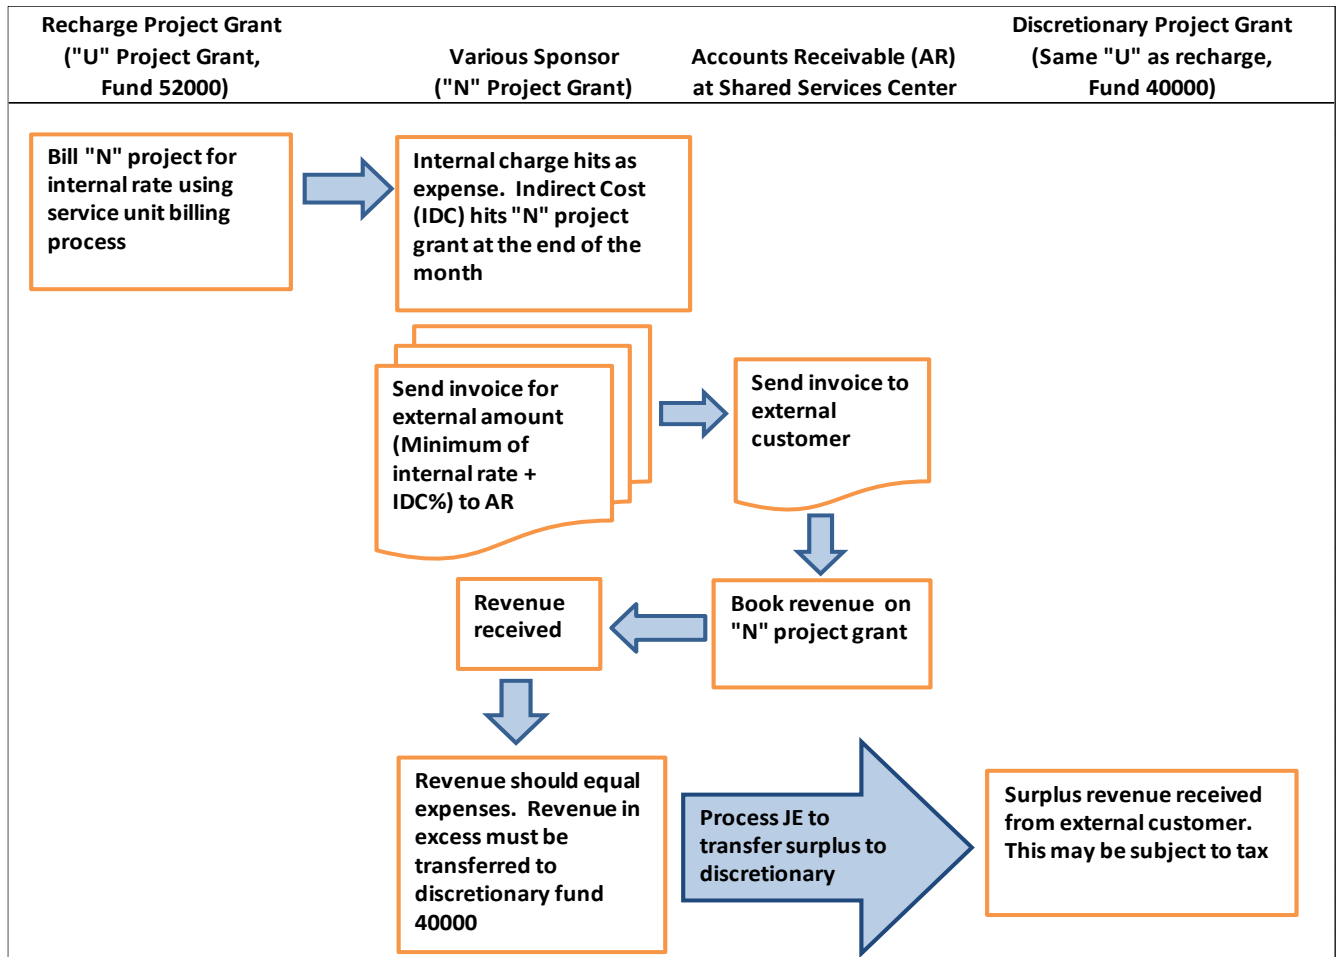 Recharge Project Grant
("U" Project Grant,
Fund 52000)
Various Sponsor
("N" Project Grant)
Accounts Receivable (AR)
at Shared Services Center
Discretionary Project Grant
(Same "U" as recharge,
Fund 40000)
Bill "N" project for
internal rate using
service unit billing
process
Internal charge hits as
expense.  Indirect Cost
(IDC) hits "N" project
grant at the end of the
month
Send invoice for
external amount
(Minimum of
internal rate +
IDC%) to AR
Send invoice to
external
customer
Book revenue  on
"N" project grant
Revenue
received
Revenue should equal
expenses.  Revenue in
excess must be
transferred to
discretionary fund
40000
Process JE to
transfer surplus to
discretionary
Surplus revenue received
from external customer.
This may be subject to tax